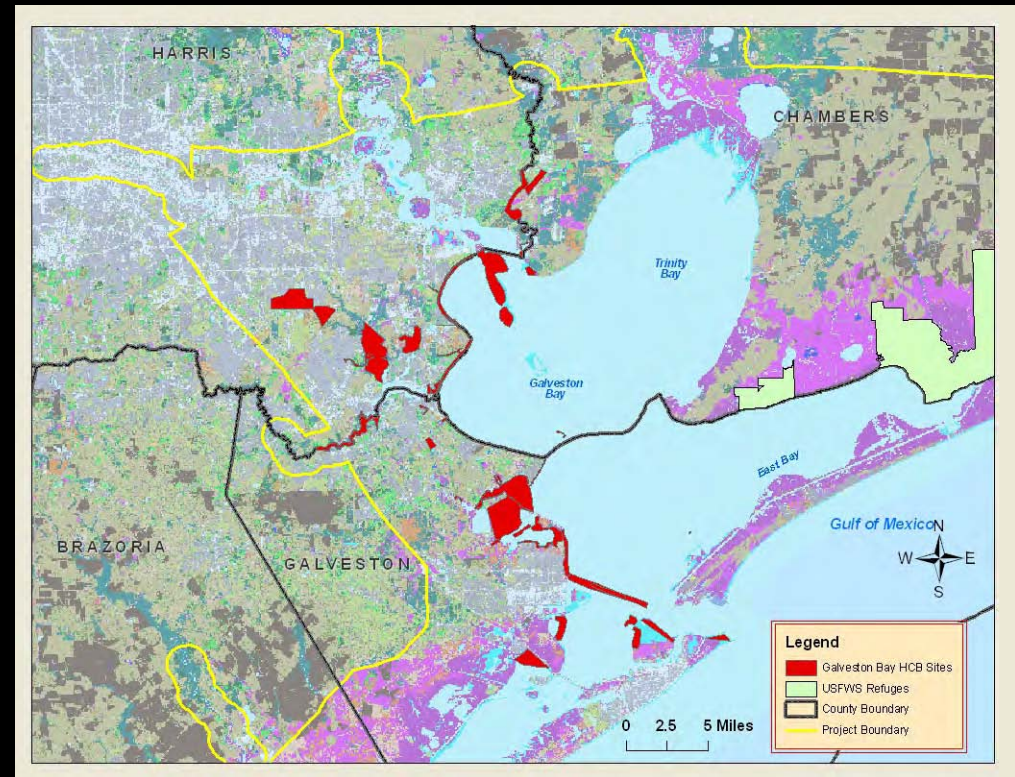 HARRIS
CHAMBERS
Trinity
Bay
Galveston
Bay
East Bay
Gulf of Mexico
BRAZORIA
GALVESTON
N
W
E
S
Legend
Galveston Bay HCB Sites
USFWS Refuges
County Boundary
Project Boundary
0 2.5 5 Miles